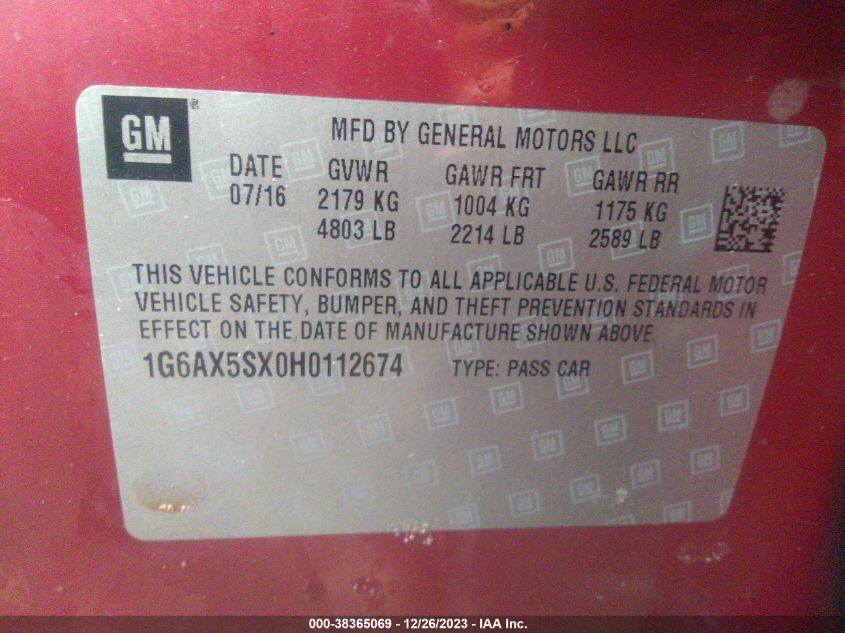 GM ®
MFD BY GENERAL MOTORS LLC
DATE GVWR GAWR FRT GAWR RR
07/16 2179 KG 1004 KG 1175 KG
4803 LB 2214 LB 2589 LB
THIS VEHICLE CONFORMS TO ALL APPLICABLE U.S. FEDERAL MOTOR
VEHICLE SAFETY, BUMPER, AND THEFT PREVENTION STANDARDS IN
EFFECT ON THE DATE OF MANUFACTURE SHOWN ABOVE
1G6AX5SX0H0112674 TYPE: PASS CAR
000-38365069 - 12/26/2023 - IAA Inc.